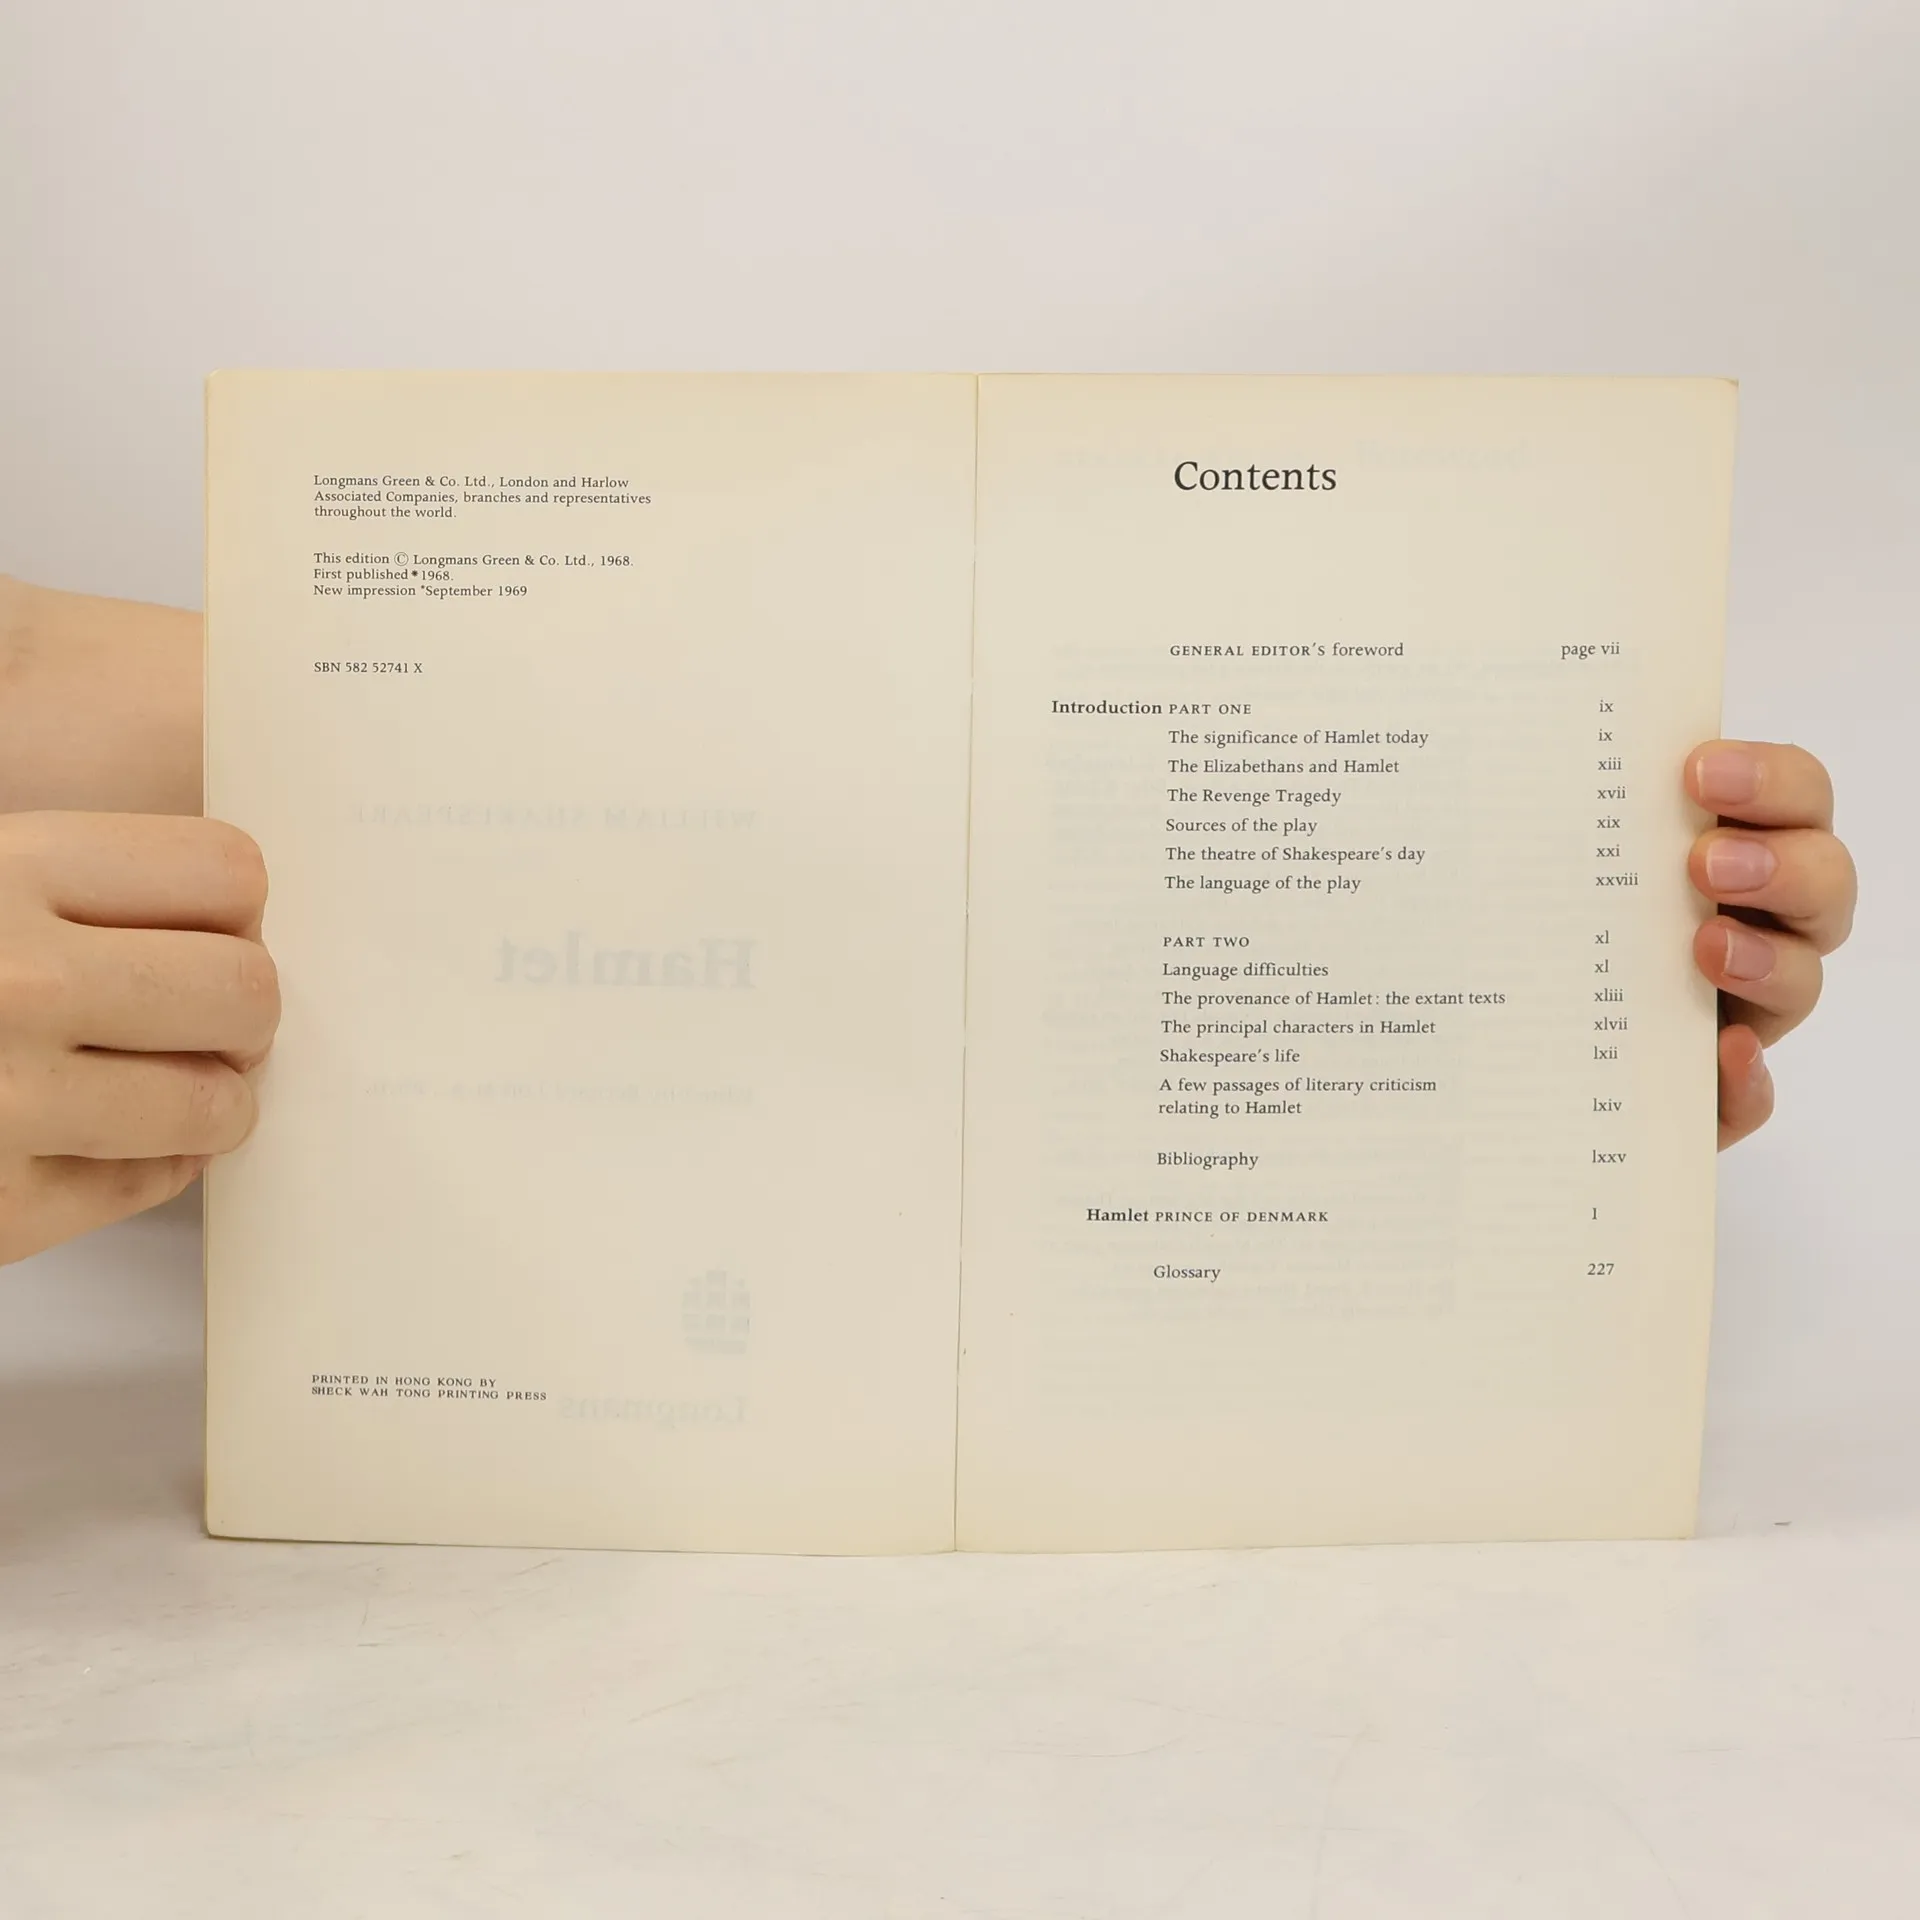 Longmans Green & Co. Ltd., London and Harlow
Associated Companies, branches and representatives
throughout the world.
This edition © Longmans Green & Co. Ltd., 1968.
First published * 1968.
New impression *September 1969
SBN 582 52741 X
WILLIAM SHAKESPEARE
Hamlet
Longmans
PRINTED IN HONG KONG BY
SHECK WAH TONG PRINTING PRESS
Contents
GENERAL EDITOR'S foreword page vii
Introduction PART ONE ix
The significance of Hamlet today ix
The Elizabethans and Hamlet xiii
The Revenge Tragedy xvii
Sources of the play xix
The theatre of Shakespeare's day xxi
The language of the play xxviii
PART TWO xl
Language difficulties xl
The provenance of Hamlet: the extant texts xliii
The principal characters in Hamlet xlvii
Shakespeare's life lxii
A few passages of literary criticism
relating to Hamlet lxiv
Bibliography lxxv
Hamlet PRINCE OF DENMARK 1
Glossary 227